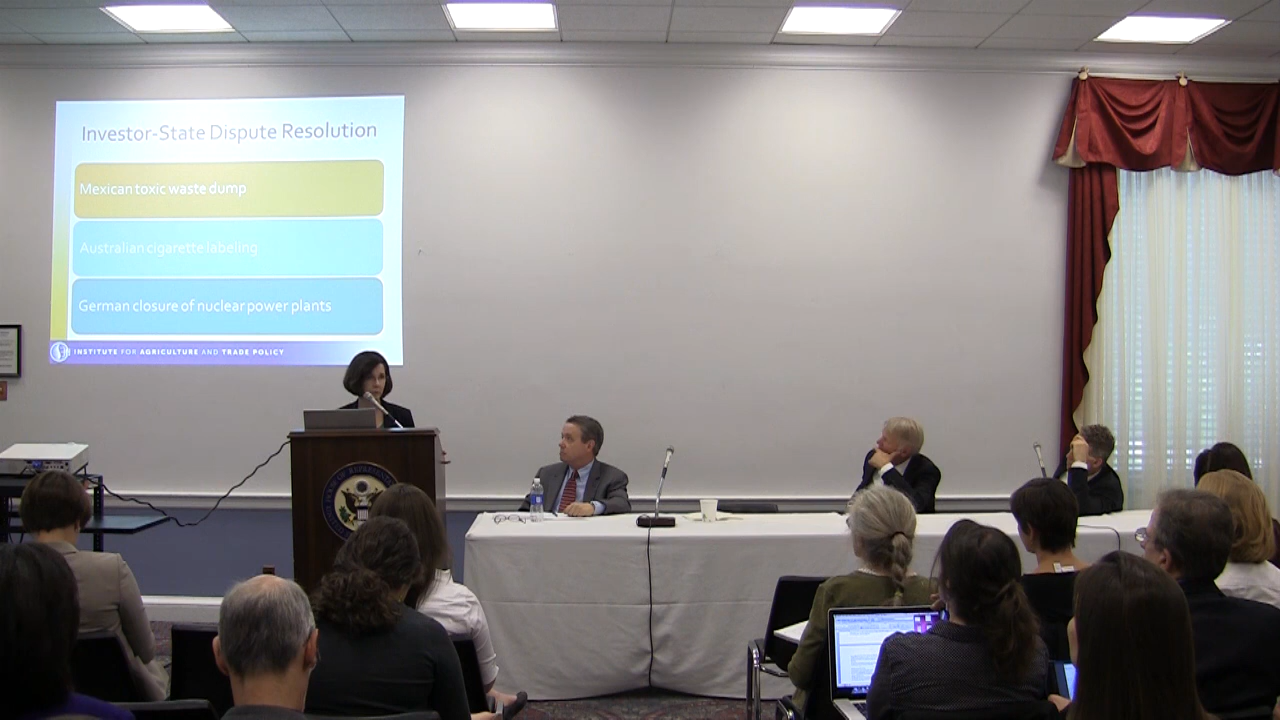 Investor-State Dispute Resolution
Mexican toxic waste dump
Australian cigarette labeling
German closure of nuclear power plants
INSTITUTE FOR AGRICULTURE AND TRADE POLICY